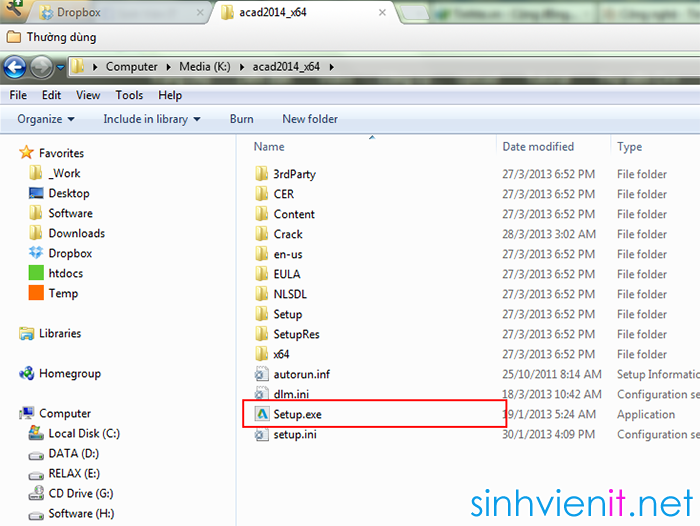 Dropbox
acad2014_x64
Thường dùng
Computer
Media (K:)
acad2014_x64
File Edit View Tools Help
Organize Include in library Burn New folder
Name Date modified Type
Favorites
_Work
Desktop
Software
Downloads
Dropbox
htdocs
Temp
Libraries
Homegroup
Computer
Local Disk (C:)
DATA (D:)
RELAX (E:)
CD Drive (G:)
Software (H:)
3rdParty 27/3/2013 6:52 PM File folder
CER 27/3/2013 6:52 PM File folder
Content 27/3/2013 6:52 PM File folder
Crack 28/3/2013 3:02 AM File folder
en-us 27/3/2013 6:52 PM File folder
EULA 27/3/2013 6:52 PM File folder
NLSDL 27/3/2013 6:52 PM File folder
Setup 27/3/2013 6:52 PM File folder
SetupRes 27/3/2013 6:52 PM File folder
x64 27/3/2013 6:52 PM File folder
autorun.inf 25/10/2011 8:14 AM Setup Informati
dlm.ini 18/3/2013 10:42 AM Configuration se
Setup.exe 19/1/2013 5:24 AM Application
setup.ini 30/1/2013 4:09 PM Configuration se
sinhvienit.net